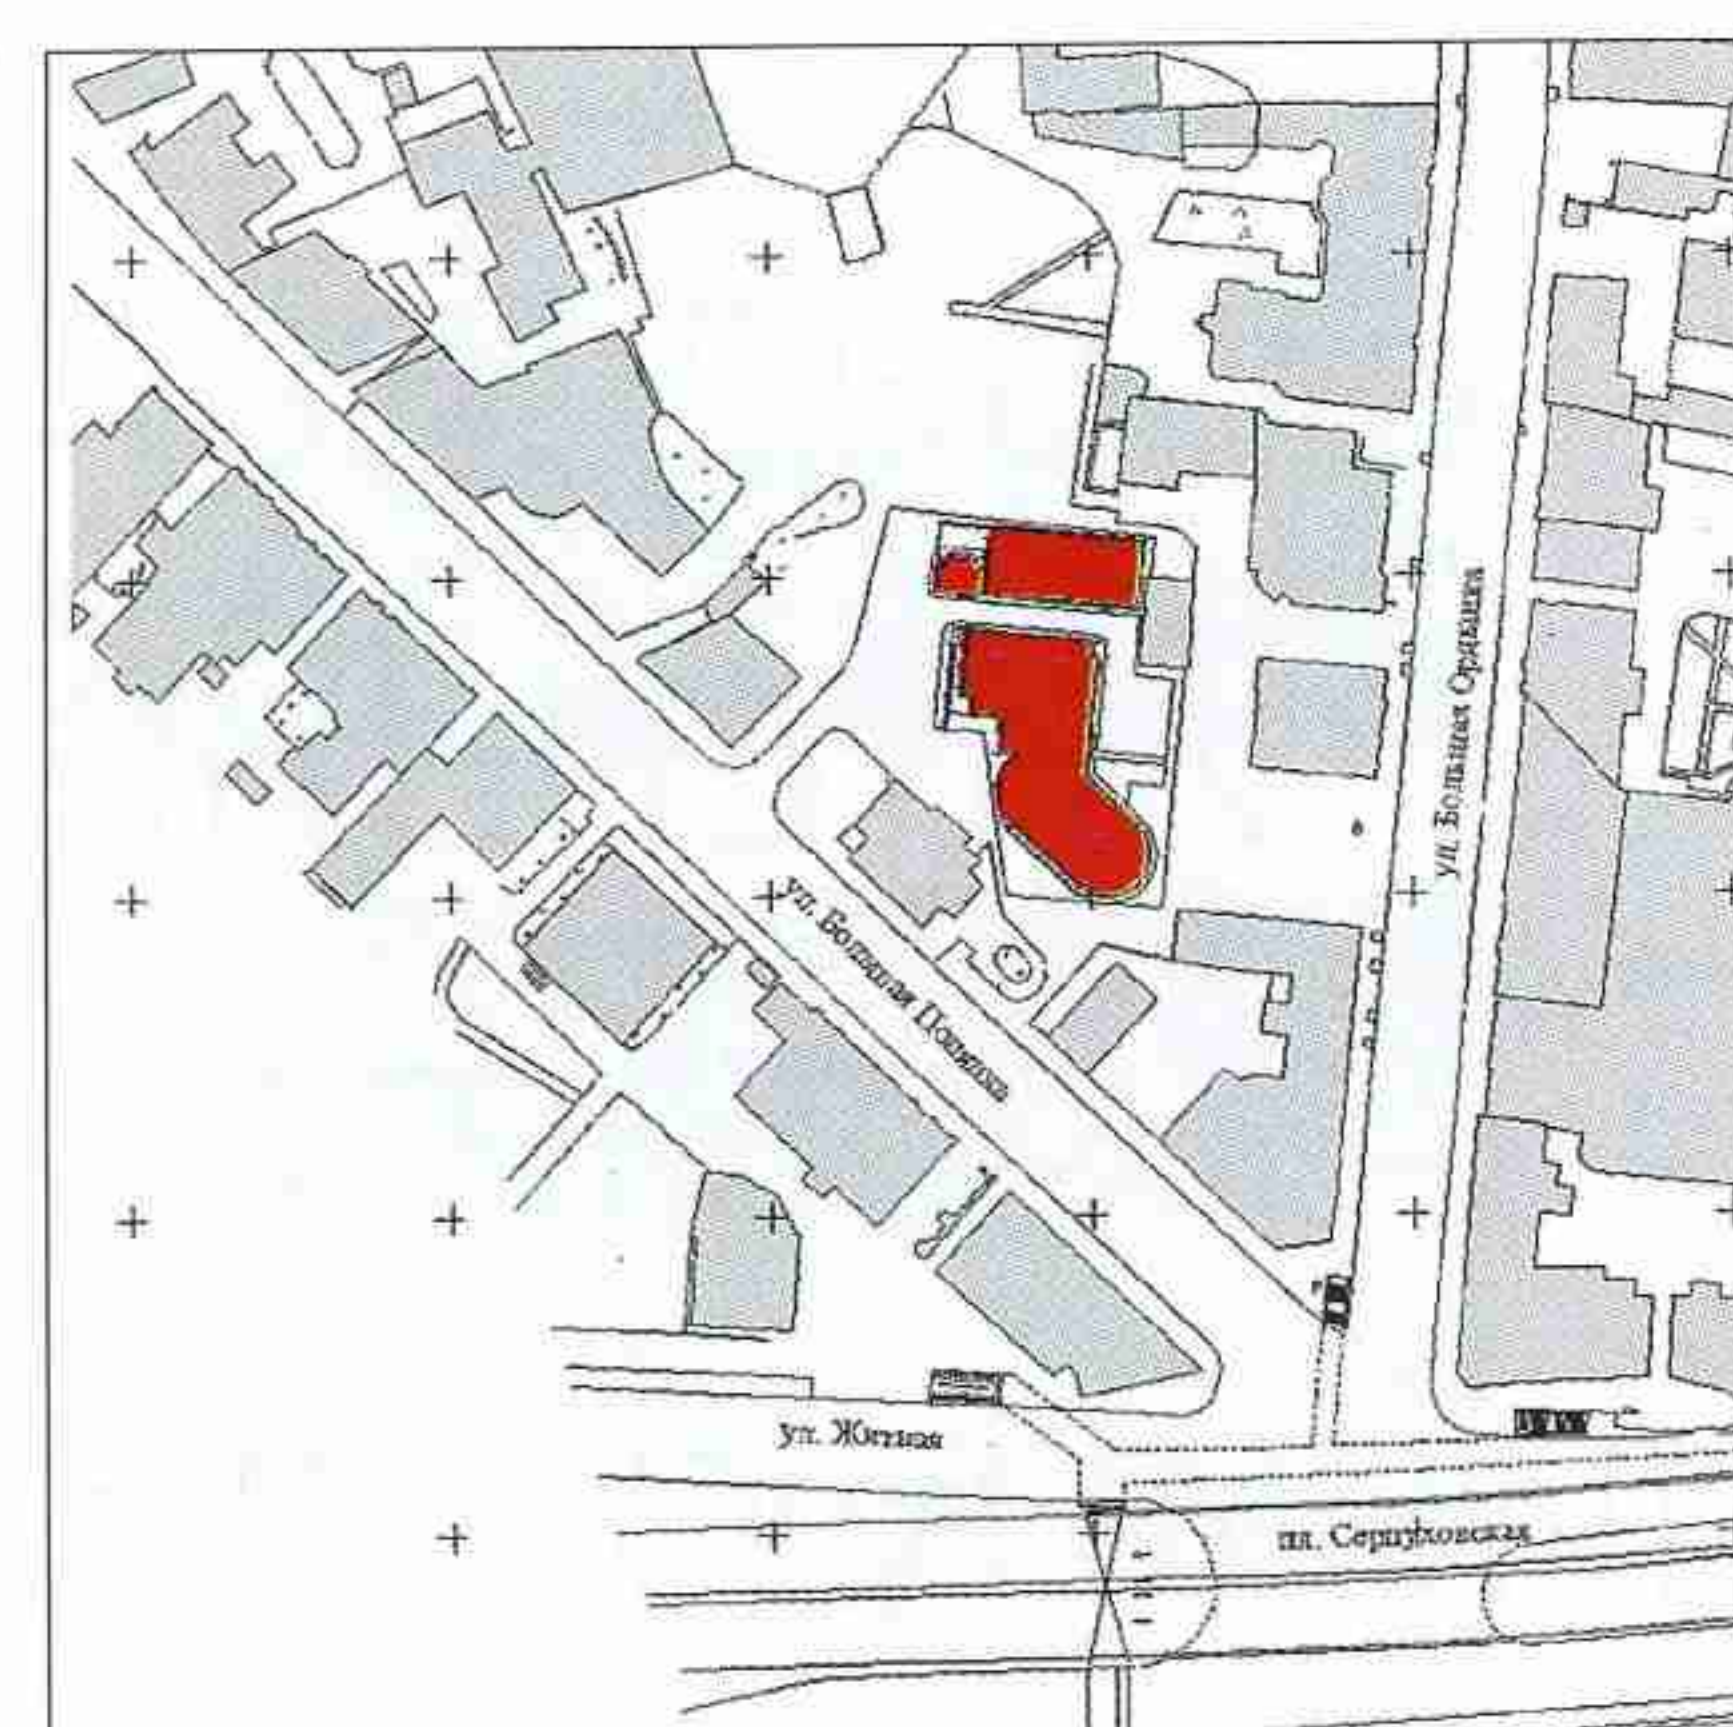 ул. Большая Ордынка
ул. Большая Полянка
ул. Житная
пл. Серпуховская